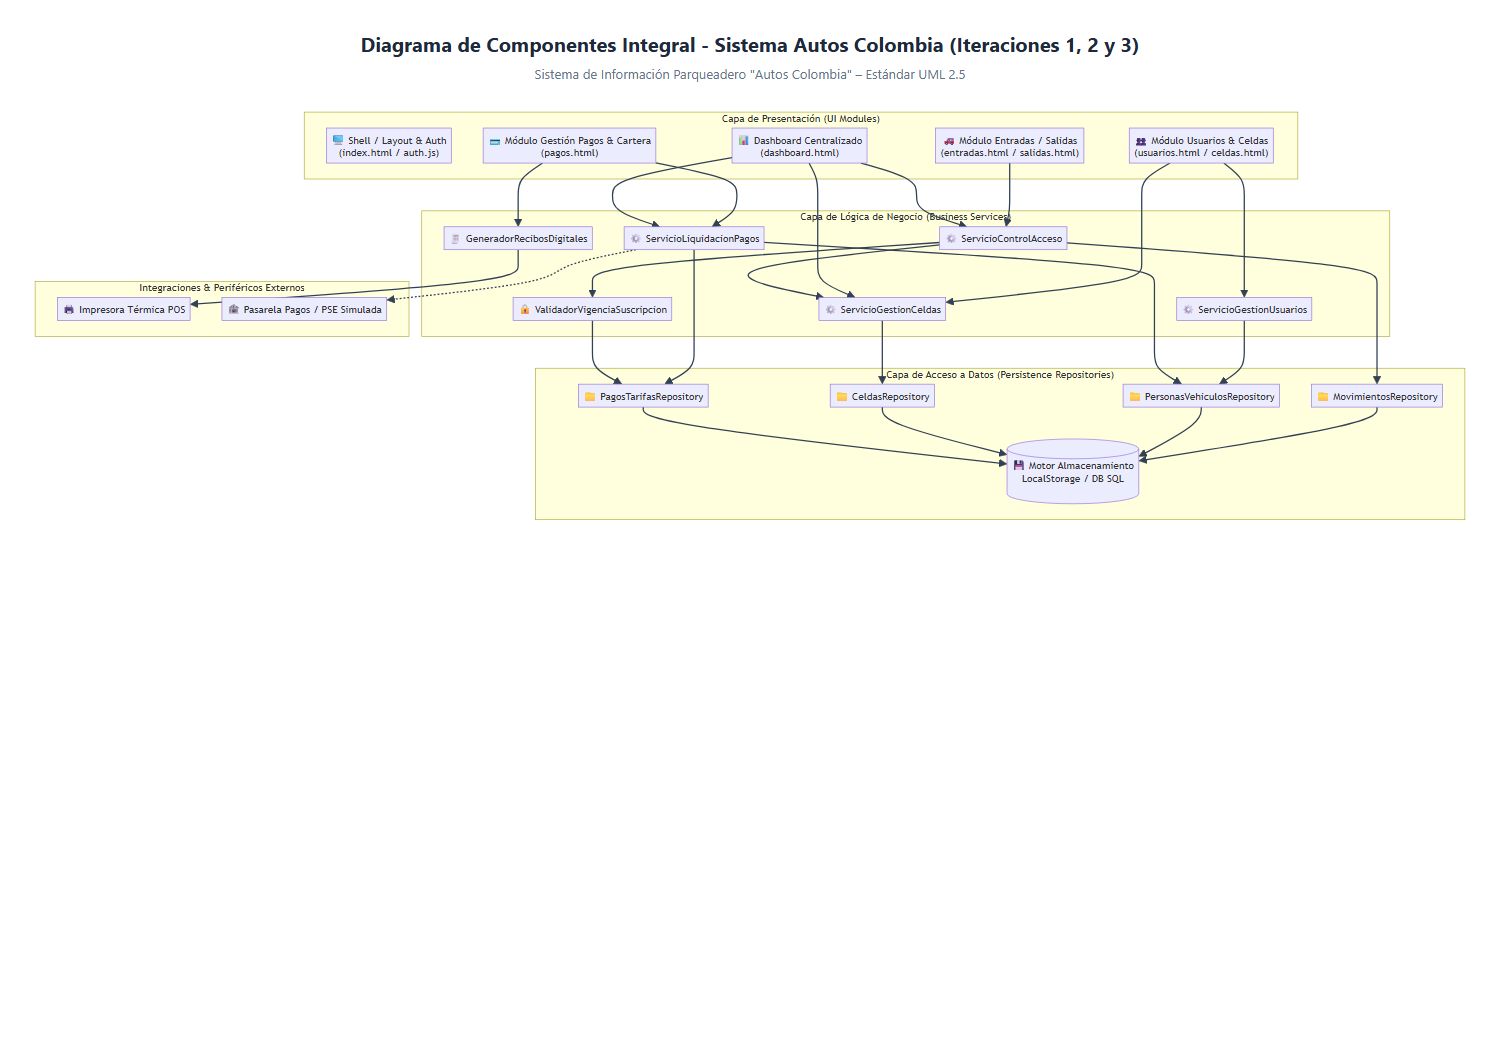 Diagrama de Componentes Integral - Sistema Autos Colombia (Iteraciones 1, 2 y 3)
Sistema de Información Parqueadero "Autos Colombia" – Estándar UML 2.5
Capa de Presentación (UI Modules)
Shell / Layout & Auth
(index.html / auth.js)
Módulo Gestión Pagos & Cartera
(pagos.html)
Dashboard Centralizado
(dashboard.html)
Módulo Entradas / Salidas
(entradas.html / salidas.html)
Módulo Usuarios & Celdas
(usuarios.html / celdas.html)
Capa de Lógica de Negocio (Business Services)
GeneradorRecibosDigitales
ServicioLiquidacionPagos
ServicioControlAcceso
Integraciones & Periféricos Externos
Impresora Térmica POS
Pasarela Pagos / PSE Simulada
ValidadorVigenciaSuscripcion
ServicioGestionCeldas
ServicioGestionUsuarios
Capa de Acceso a Datos (Persistence Repositories)
PagosTarifasRepository
CeldasRepository
PersonasVehiculosRepository
MovimientosRepository
Motor Almacenamiento
LocalStorage / DB SQL